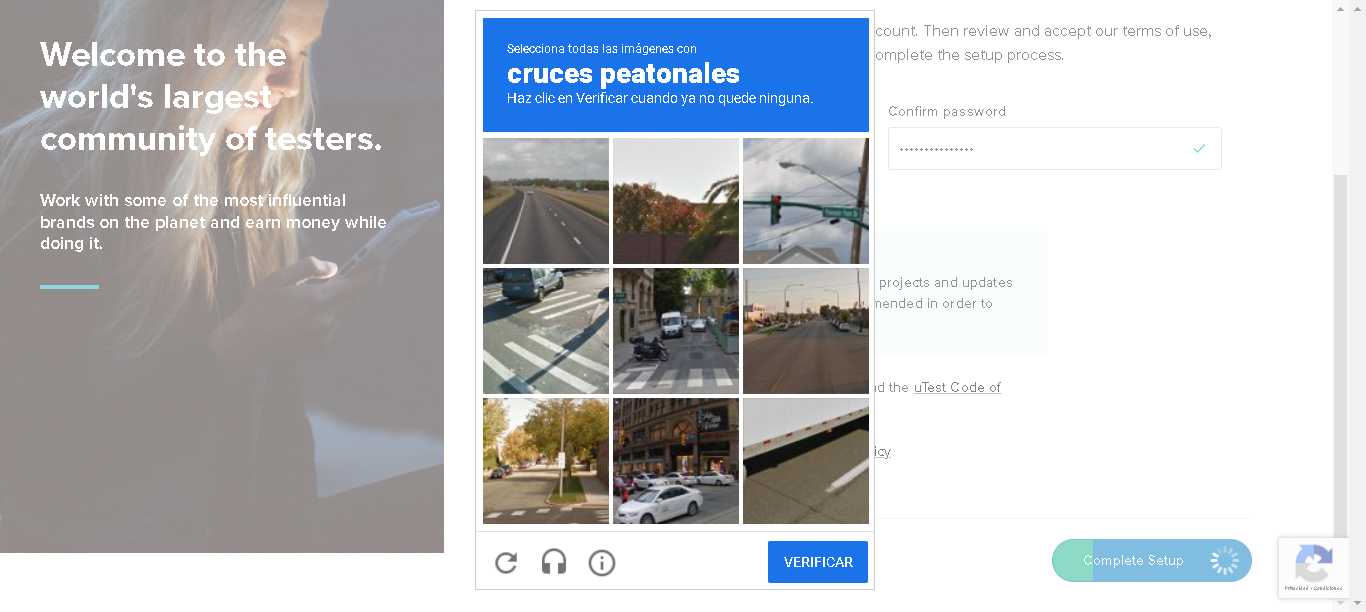 Welcome to the
world's largest
community of testers.
Work with some of the most influential
brands on the planet and earn money while
doing it.
Selecciona todas las imágenes con
cruces peatonales
Haz clic en Verificar cuando ya no quede ninguna.
VERIFICAR
count. Then review and accept our terms of use,
omplete the setup process.
Confirm password
projects and updates
mended in order to
nd the uTest Code of
icy
Complete Setup
Privacidad - Condiciones